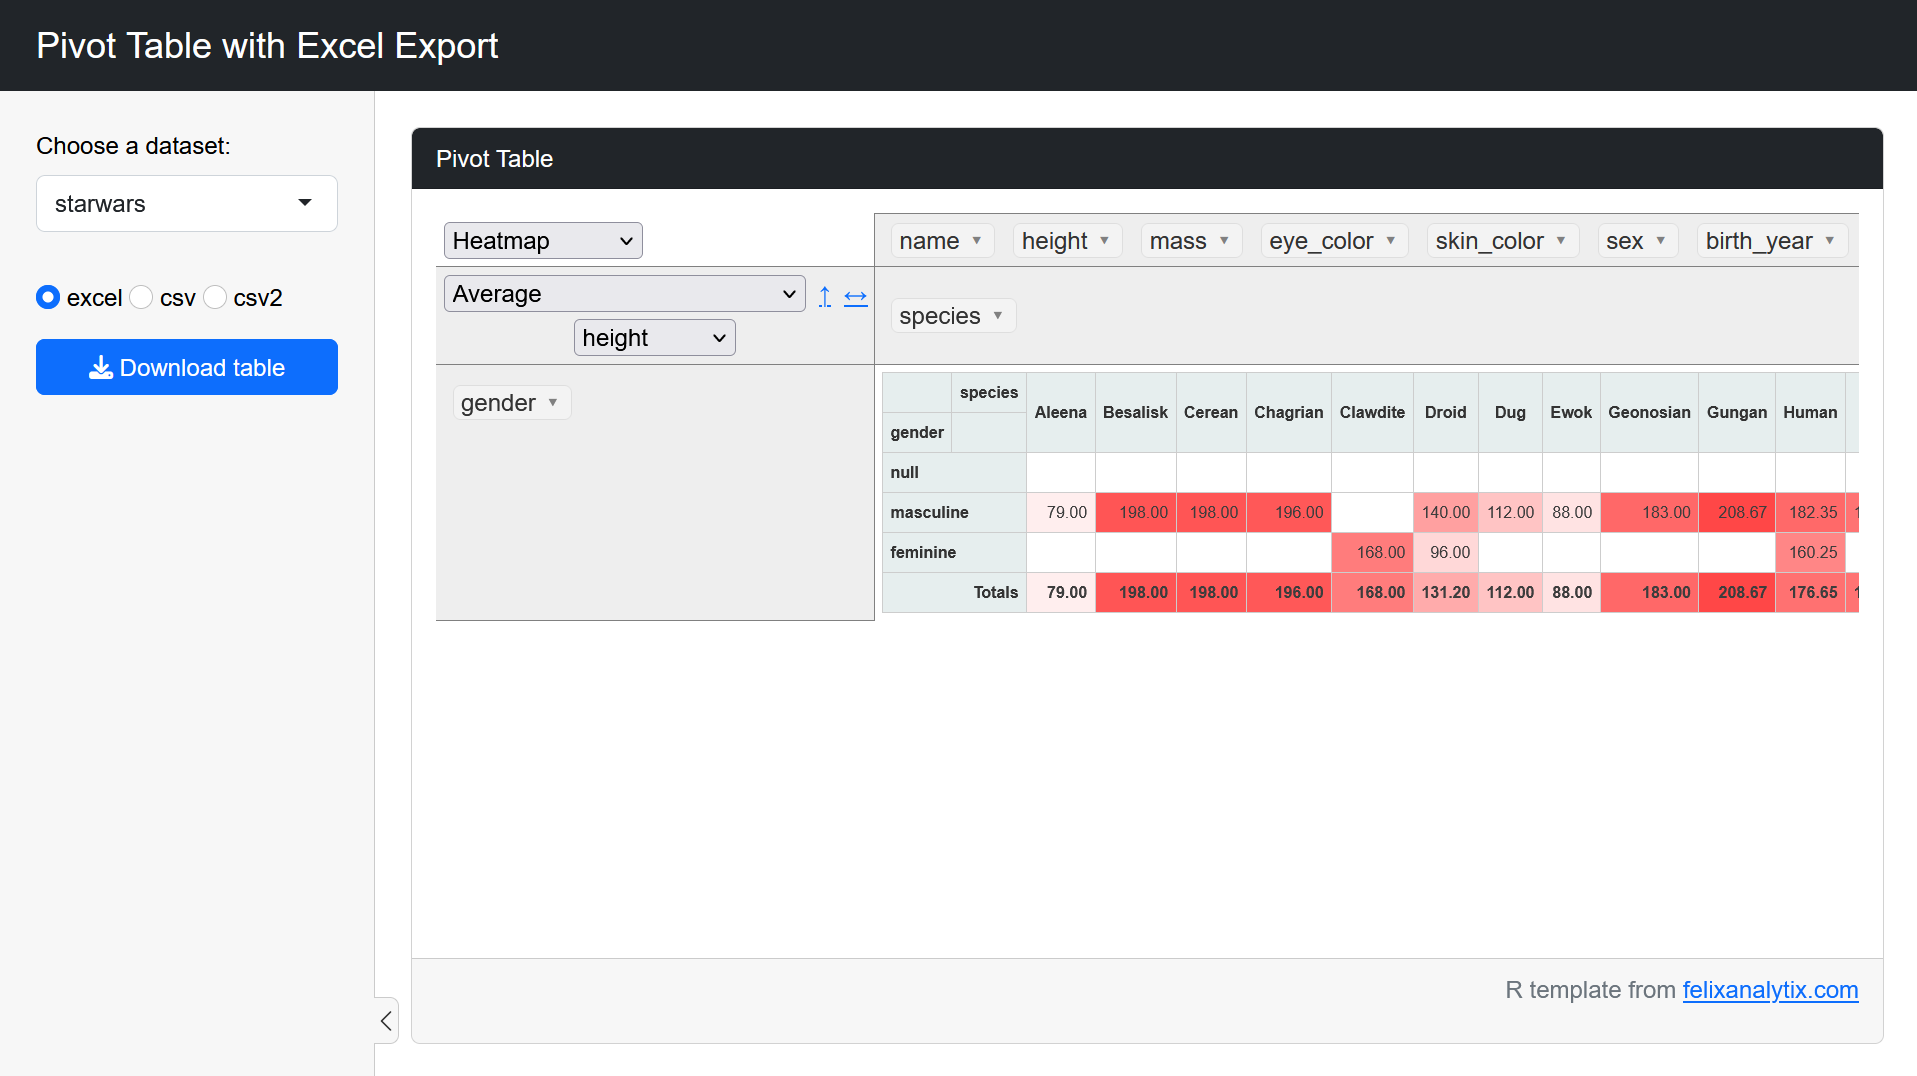 Pivot Table with Excel Export
Choose a dataset:
starwars
excel csv csv2
Download table
Pivot Table
Heatmap
name height mass eye_color skin_color sex birth_year
Average
height
species
gender
species Aleena Besalisk Cerean Chagrian Clawdite Droid Dug Ewok Geonosian Gungan Human
gender
null
masculine 79.00 198.00 198.00 196.00 140.00 112.00 88.00 183.00 208.67 182.35
feminine 168.00 96.00 160.25
Totals 79.00 198.00 198.00 196.00 168.00 131.20 112.00 88.00 183.00 208.67 176.65
R template from felixanalytix.com